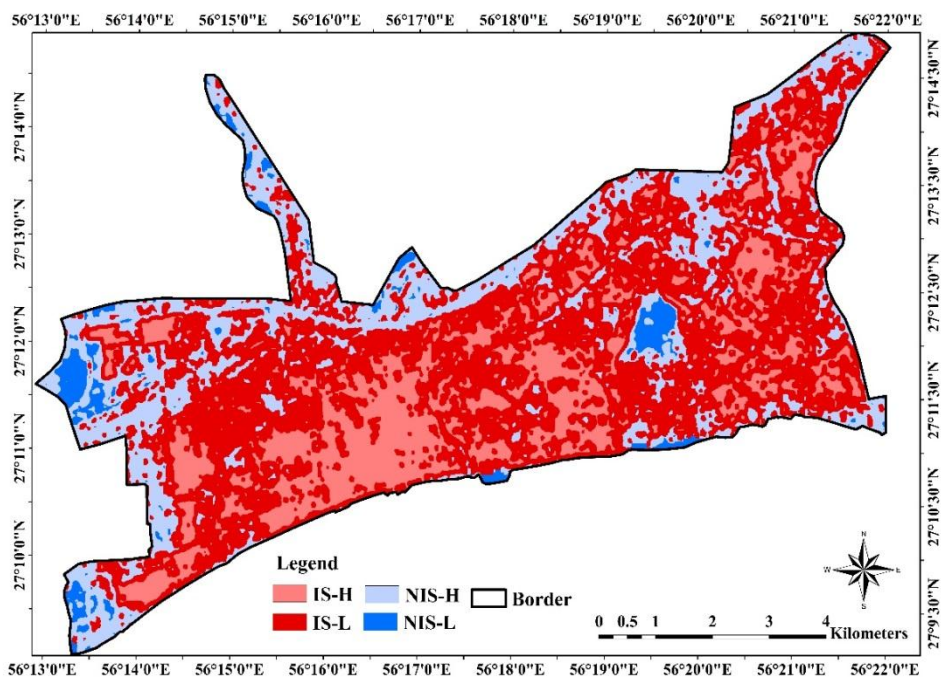 56°13'0"E 56°14'0"E 56°15'0"E 56°16'0"E 56°17'0"E 56°18'0"E 56°19'0"E 56°20'0"E 56°21'0"E 56°22'0"E
27°14'0"N
27°13'0"N
27°12'0"N
27°11'0"N
27°10'0"N
27°14'30"N
27°13'30"N
27°12'30"N
27°11'30"N
27°10'30"N
27°9'30"N
N
W E
S
Legend
IS-H NIS-H Border
IS-L NIS-L
0 0.5 1 2 3 4
Kilometers
56°13'0"E 56°14'0"E 56°15'0"E 56°16'0"E 56°17'0"E 56°18'0"E 56°19'0"E 56°20'0"E 56°21'0"E 56°22'0"E